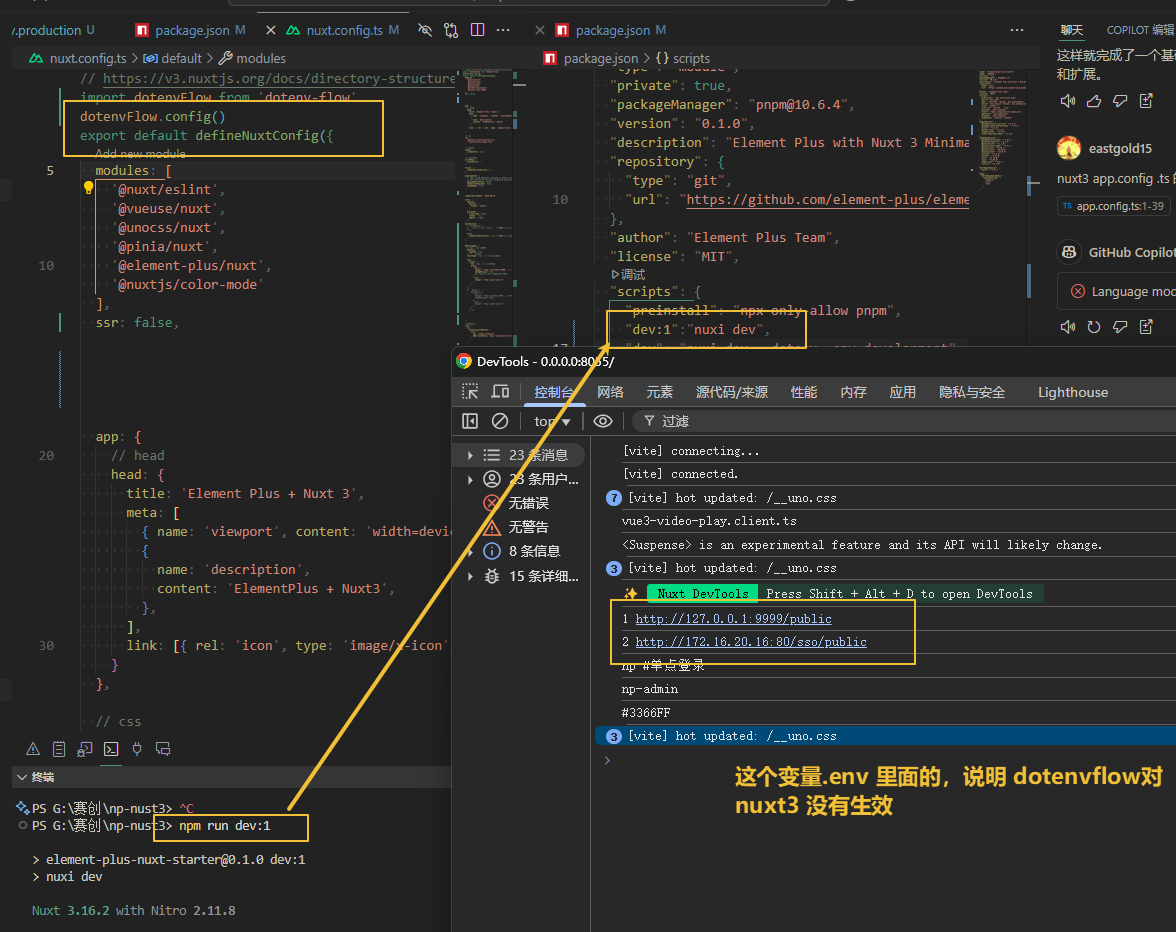 .production U
package.json M
nuxt.config.ts M
package.json M
聊天
COPILOT 编辑
nuxt.config.ts > default > modules
package.json > {} scripts
// https://v3.nuxtjs.org/docs/directory-structure
import dotenvFlow from 'dotenv-flow'
dotenvFlow.config()
export default defineNuxtConfig({
Add new module
5
modules: [
'@nuxt/eslint',
'@vueuse/nuxt',
'@unocss/nuxt',
'@pinia/nuxt',
10
'@element-plus/nuxt',
'@nuxtjs/color-mode'
],
ssr: false,
app: {
20
// head
head: {
title: 'Element Plus + Nuxt 3',
meta: [
{ name: 'viewport', content: 'width=devic
{
name: 'description',
content: 'ElementPlus + Nuxt3',
},
],
30
link: [{ rel: 'icon', type: 'image/x-icon'
}
},
// css
"type": "module",
"private": true,
"packageManager": "pnpm@10.6.4",
"version": "0.1.0",
"description": "Element Plus with Nuxt 3 Minima
"repository": {
"type": "git",
10
"url": "https://github.com/element-plus/eleme
},
"author": "Element Plus Team",
"license": "MIT",
调试
"scripts": {
"preinstall": "npx only-allow pnpm",
"dev:1":"nuxi dev",
这样就完成了一个基
和扩展。
eastgold15
nuxt3 app.config .ts
TS app.config.ts:1-39
GitHub Copilot
Language mod
终端
PS G:\赛创\np-nust3> ^C
PS G:\赛创\np-nust3> npm run dev:1
> element-plus-nuxt-starter@0.1.0 dev:1
> nuxi dev
Nuxt 3.16.2 with Nitro 2.11.8
DevTools - 0.0.0.0:8055/
控制台 网络 元素 源代码/来源 性能 内存 应用 隐私与安全 Lighthouse
top
过滤
23 条消息
23 条用户...
无错误
无警告
8 条信息
15 条详细...
[vite] connecting...
[vite] connected.
7 [vite] hot updated: /__uno.css
vue3-video-play.client.ts
<Suspense> is an experimental feature and its API will likely change.
3 [vite] hot updated: /__uno.css
Nuxt DevTools Press Shift + Alt + D to open DevTools
1 http://127.0.0.1:9999/public
2 http://172.16.20.16:80/sso/public
np #单点登录
np-admin
#3366FF
3 [vite] hot updated: /__uno.css
>
这个变量.env 里面的，说明 dotenvflow对
nuxt3 没有生效